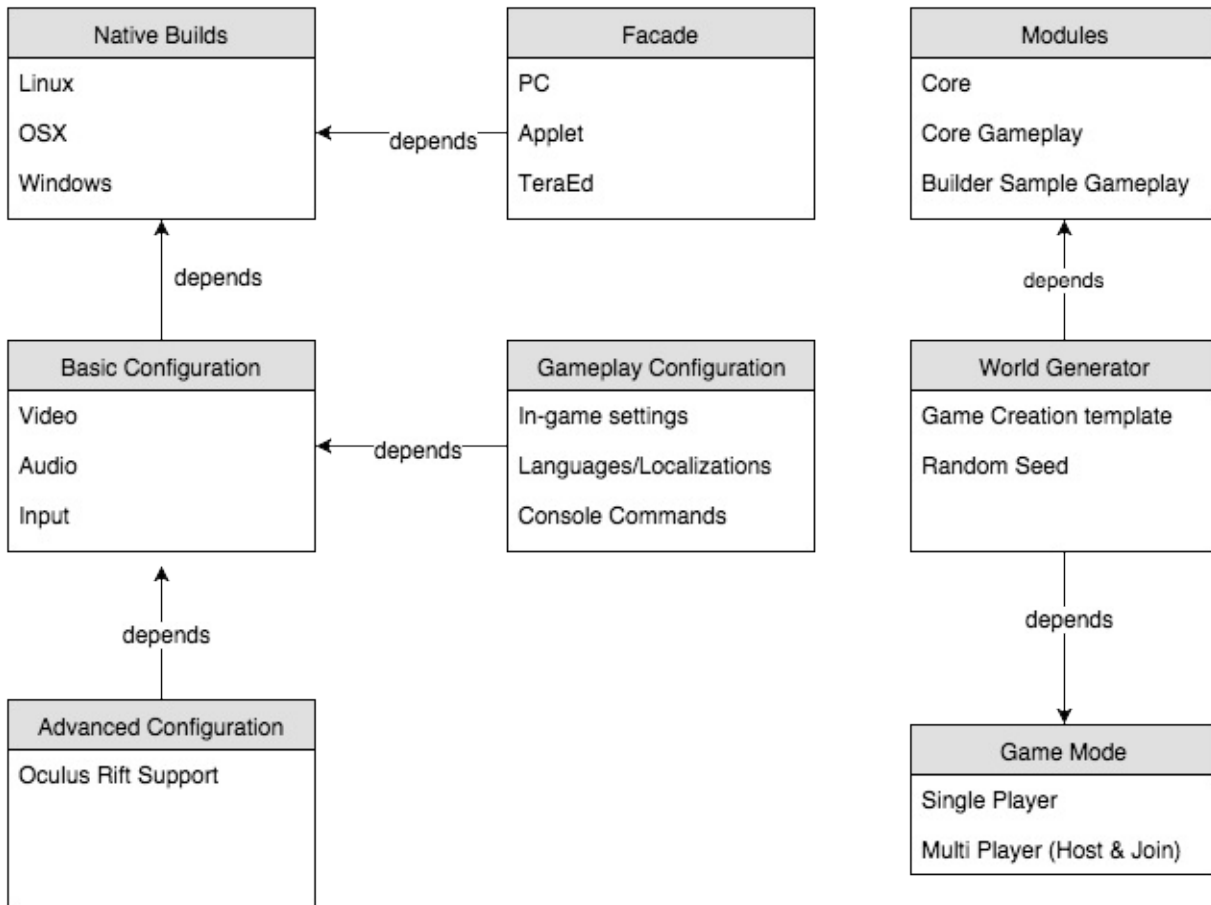 Native Builds
Linux
OSX
Windows
Facade
PC
Applet
TeraEd
Modules
Core
Core Gameplay
Builder Sample Gameplay
depends
depends
depends
Basic Configuration
Video
Audio
Input
Gameplay Configuration
In-game settings
Languages/Localizations
Console Commands
World Generator
Game Creation template
Random Seed
depends
depends
depends
Advanced Configuration
Oculus Rift Support
Game Mode
Single Player
Multi Player (Host & Join)